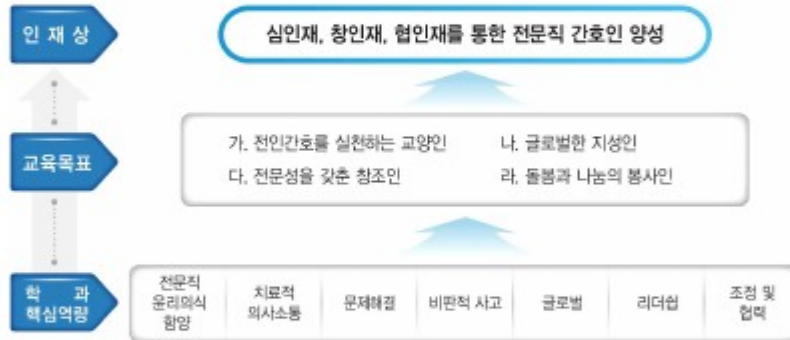 인 재 상
심인재, 창인재, 협인재를 통한 전문직 간호인 양성
교육목표
가. 전인간호를 실천하는 교양인
나. 글로벌한 지성인
다. 전문성을 갖춘 창조인
라. 돌봄과 나눔의 봉사인
학 과
핵심역량
전문직
윤리의식
함양
치료적
의사소통
문제해결
비판적 사고
글로벌
리더쉽
조정 및
협력